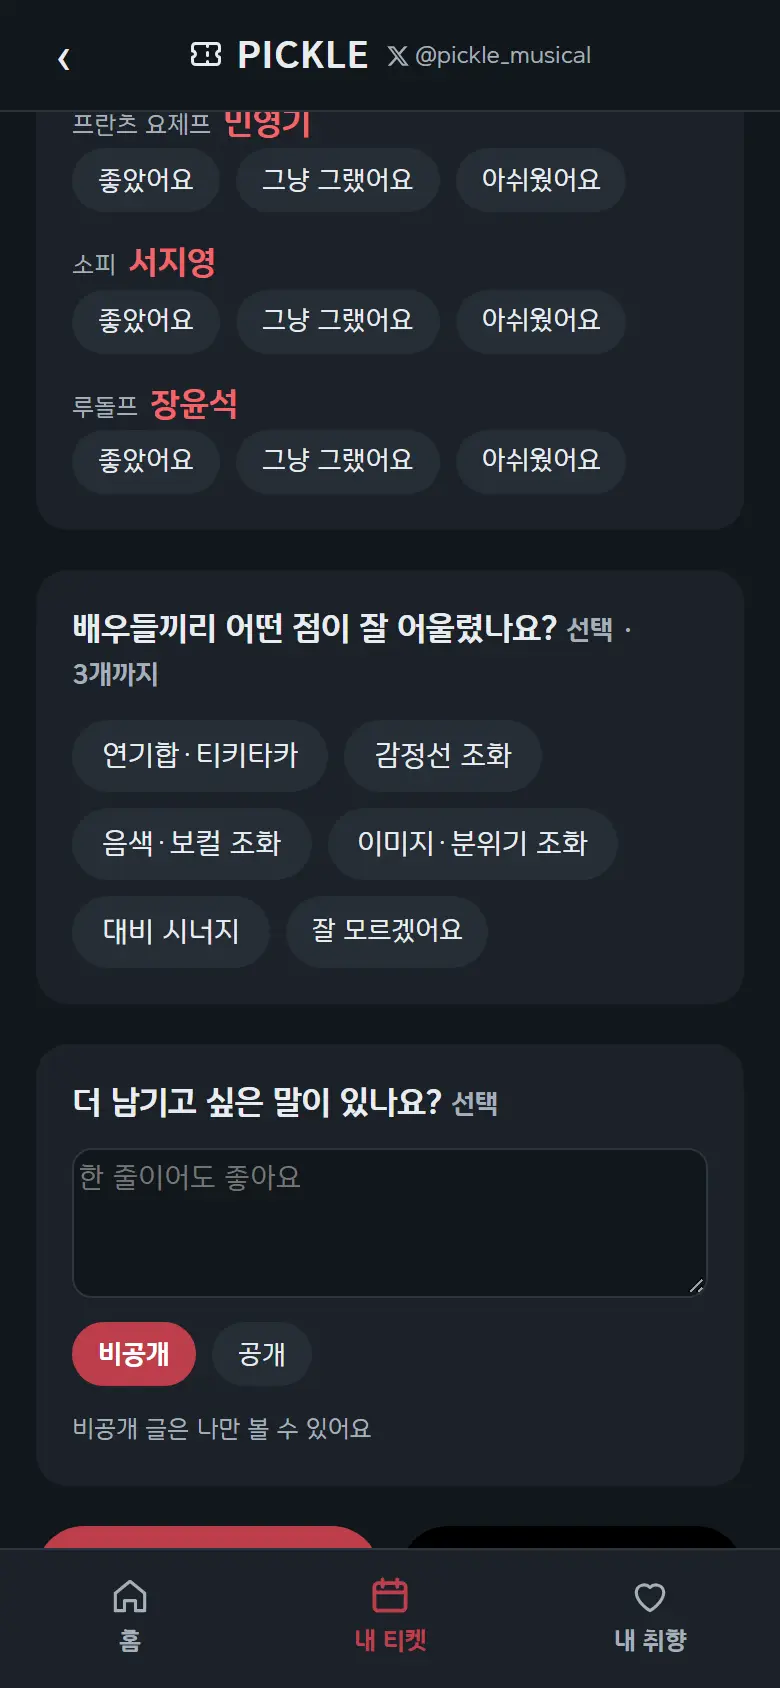 ‹ PICKLE @pickle_musical
프란츠 요제프 민영기
좋았어요 그냥 그랬어요 아쉬웠어요
소피 서지영
좋았어요 그냥 그랬어요 아쉬웠어요
루돌프 장윤석
좋았어요 그냥 그랬어요 아쉬웠어요
배우들끼리 어떤 점이 잘 어울렸나요? 선택 ·
3개까지
연기합·티키타카 감정선 조화
음색·보컬 조화 이미지·분위기 조화
대비 시너지 잘 모르겠어요
더 남기고 싶은 말이 있나요? 선택
한 줄이어도 좋아요
비공개 공개
비공개 글은 나만 볼 수 있어요
홈 내 티켓 내 취향